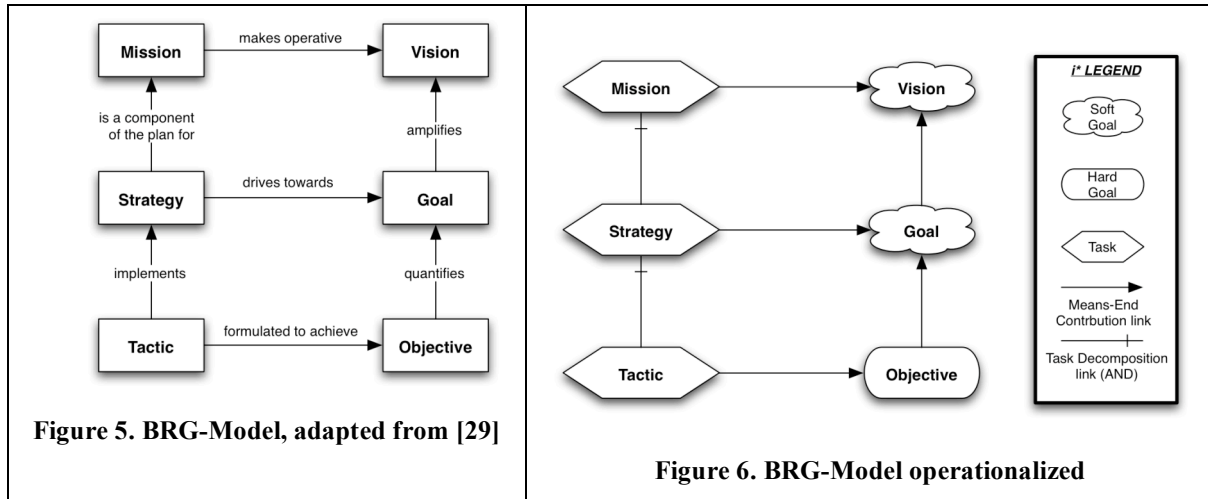 Mission
makes operative
Vision
is a component
of the plan for
amplifies
Strategy
drives towards
Goal
implements
quantifies
Tactic
formulated to achieve
Objective
Figure 5. BRG-Model, adapted from [29]
Mission
Vision
Strategy
Goal
Tactic
Objective
i* LEGEND
Soft
Goal
Hard
Goal
Task
Means-End
Contrbution link
Task Decomposition
link (AND)
Figure 6. BRG-Model operationalized